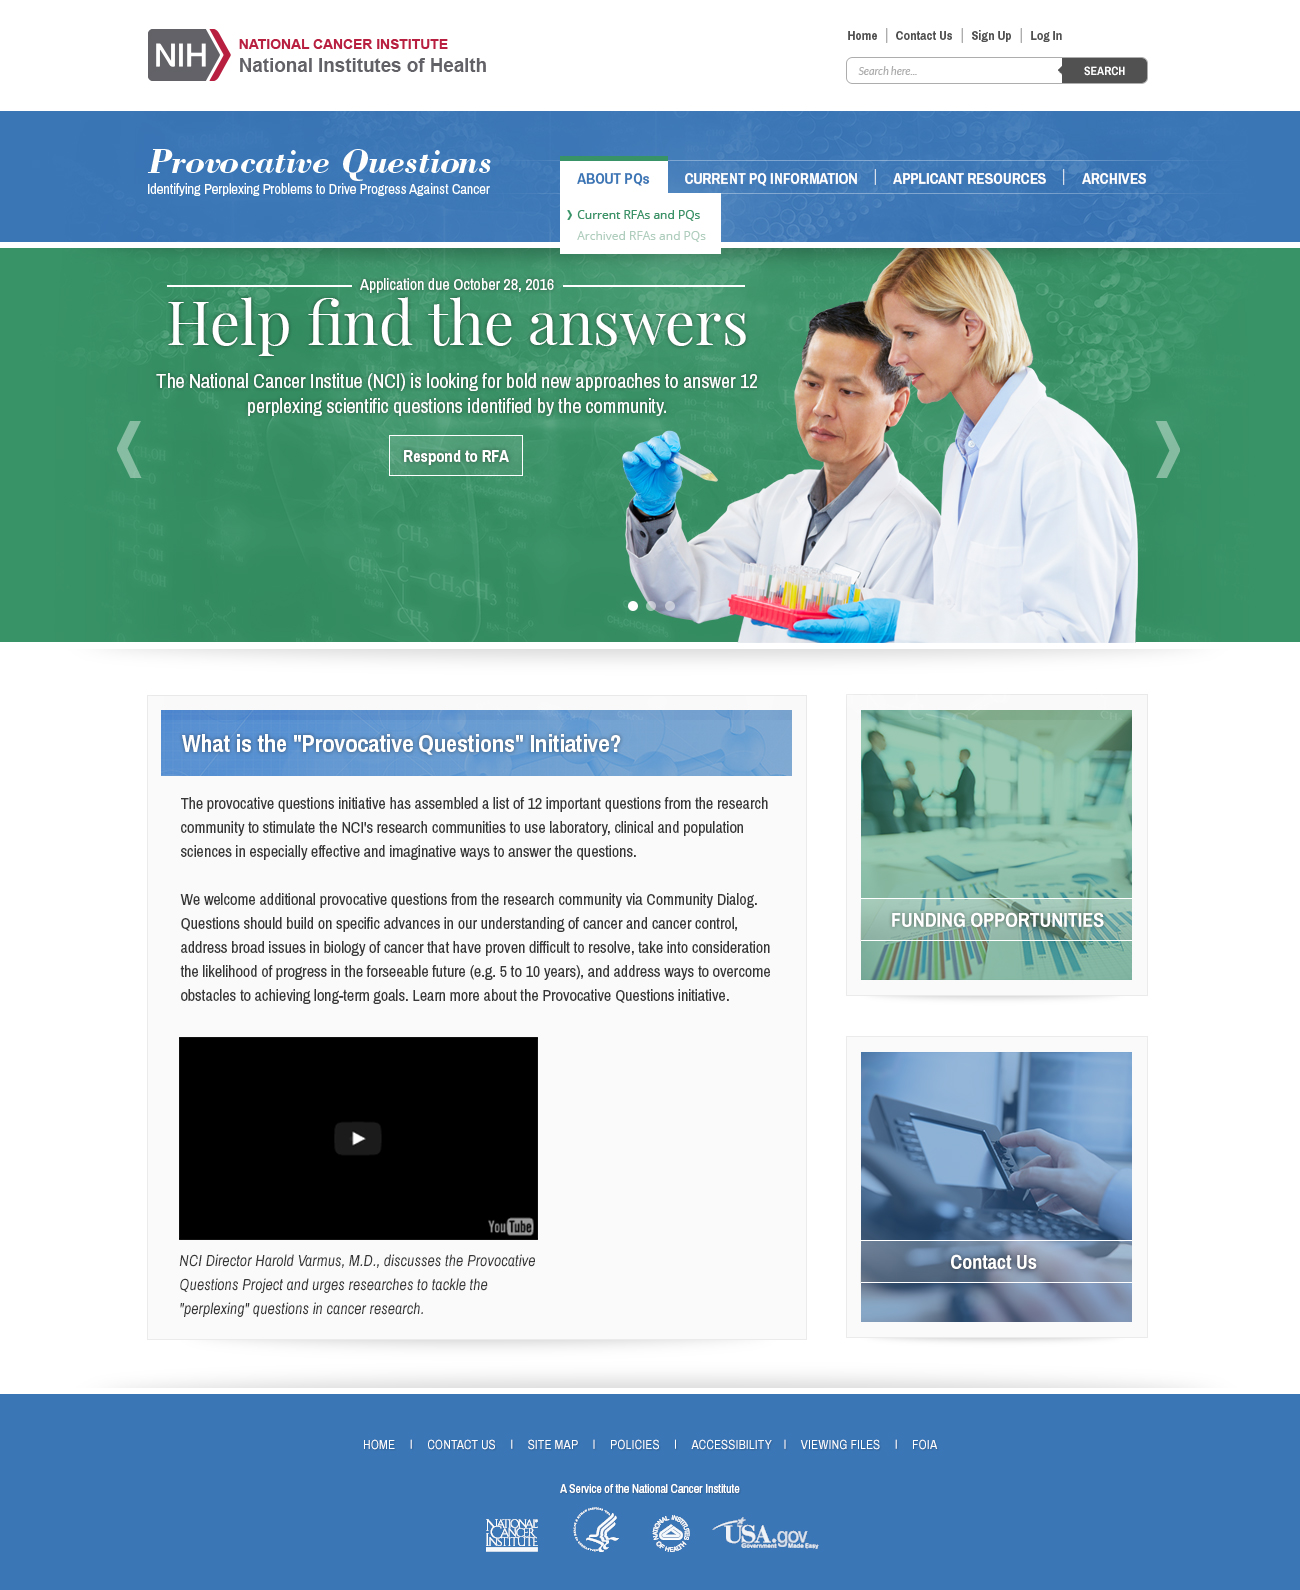 NIH
NATIONAL CANCER INSTITUTE
National Institutes of Health
Home
Contact Us
Sign Up
Log In
Search here...
SEARCH
Provocative Questions
Identifying Perplexing Problems to Drive Progress Against Cancer
ABOUT PQs
CURRENT PQ INFORMATION
APPLICANT RESOURCES
ARCHIVES
Current RFAs and PQs
Archived RFAs and PQs
Application due October 28, 2016
Help find the answers
The National Cancer Institue (NCI) is looking for bold new approaches to answer 12
perplexing scientific questions identified by the community.
Respond to RFA
What is the "Provocative Questions" Initiative?
The provocative questions initiative has assembled a list of 12 important questions from the research
community to stimulate the NCI's research communities to use laboratory, clinical and population
sciences in especially effective and imaginative ways to answer the questions.
We welcome additional provocative questions from the research community via Community Dialog.
Questions should build on specific advances in our understanding of cancer and cancer control,
address broad issues in biology of cancer that have proven difficult to resolve, take into consideration
the likelihood of progress in the forseeable future (e.g. 5 to 10 years), and address ways to overcome
obstacles to achieving long-term goals. Learn more about the Provocative Questions initiative.
YouTube
NCI Director Harold Varmus, M.D., discusses the Provocative
Questions Project and urges researches to tackle the
"perplexing" questions in cancer research.
FUNDING OPPORTUNITIES
Contact Us
HOME
CONTACT US
SITE MAP
POLICIES
ACCESSIBILITY
VIEWING FILES
FOIA
A Service of the National Cancer Institute
NATIONAL
CANCER
INSTITUTE
NATIONAL INSTITUTES
OF HEALTH
USA.gov
Government Made Easy